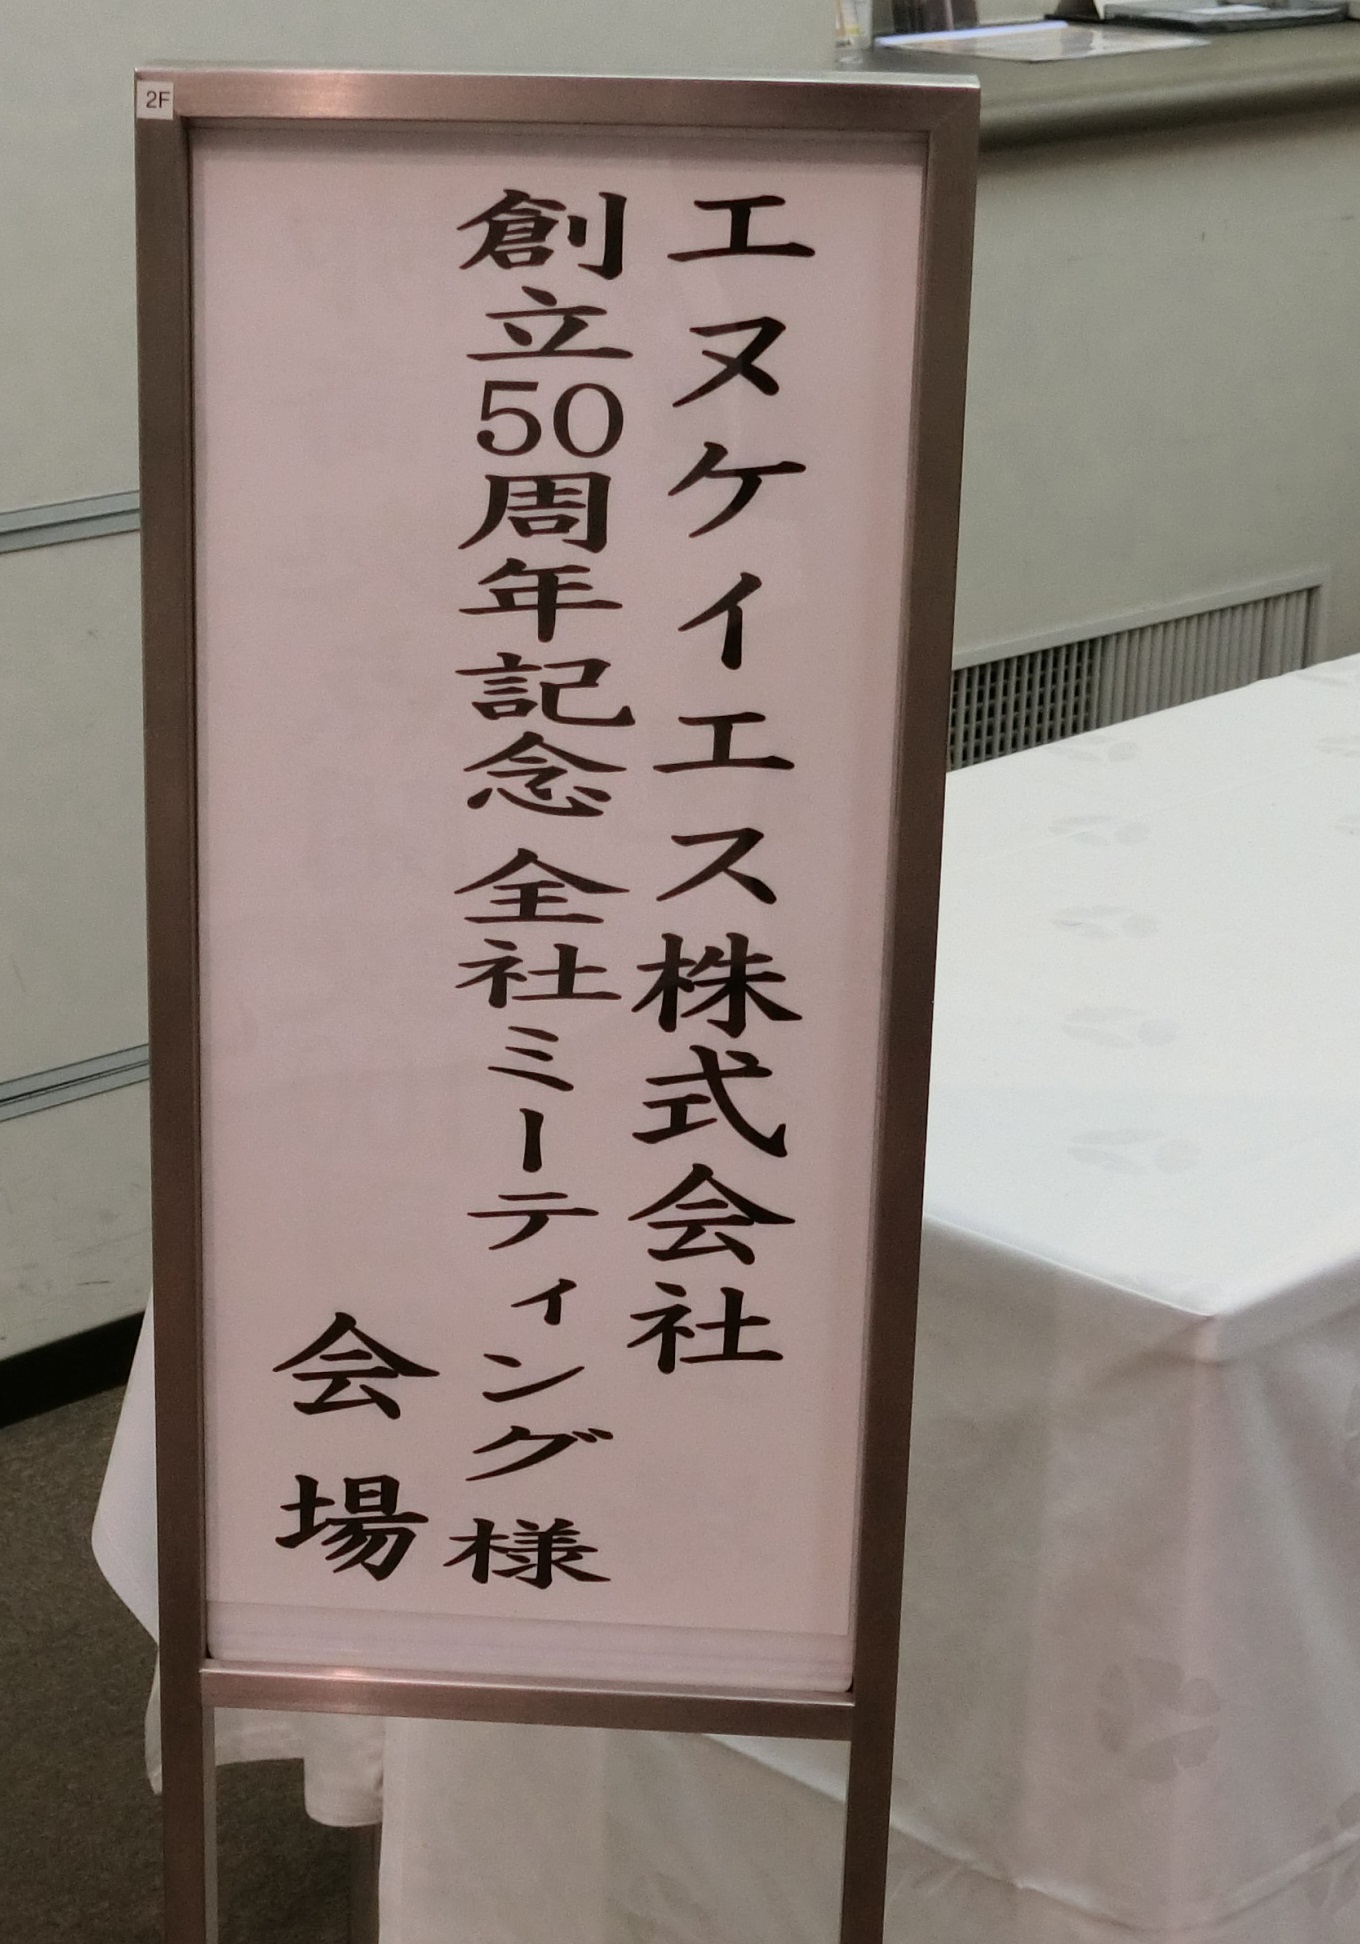 2F
エヌケイエス株式会社
創立50周年記念 全社ミーティング様
会場